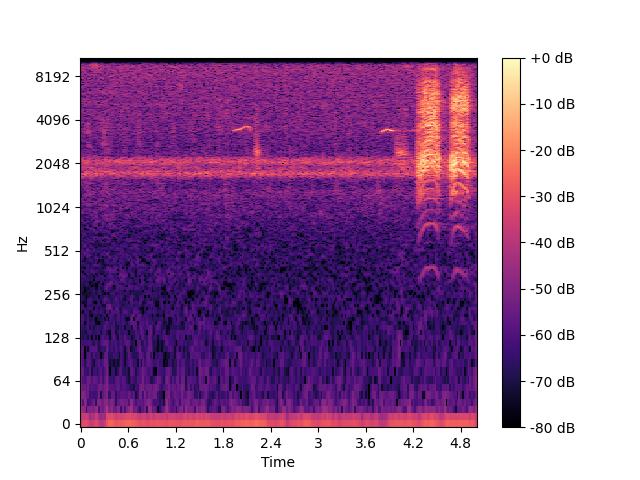 8192
4096
2048
1024
512
256
128
64
0
Hz
0 0.6 1.2 1.8 2.4 3 3.6 4.2 4.8
Time
+0 dB
-10 dB
-20 dB
-30 dB
-40 dB
-50 dB
-60 dB
-70 dB
-80 dB